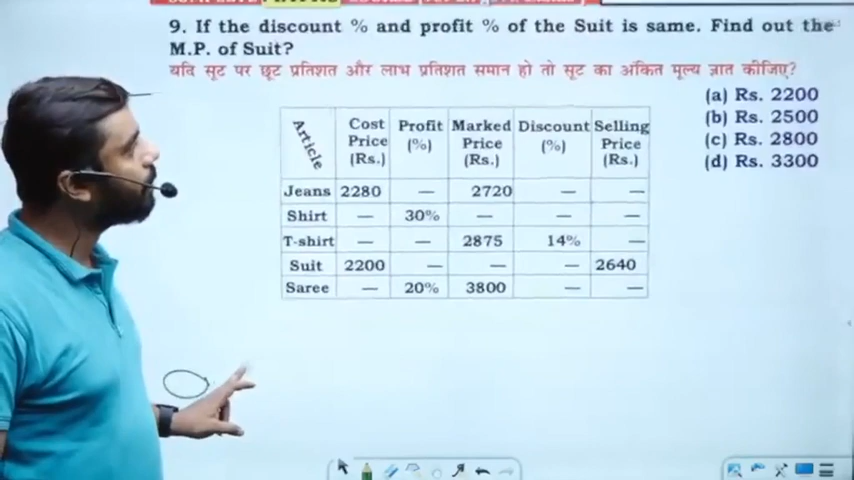 9. If the discount % and profit % of the Suit is same. Find out the
M.P. of Suit?
यदि सूट पर छूट प्रतिशत और लाभ प्रतिशत समान हो तो सूट का अंकित मूल्य ज्ञात कीजिए?
(a) Rs. 2200
(b) Rs. 2500
(c) Rs. 2800
(d) Rs. 3300
Article Cost Price (Rs.) Profit (%) Marked Price (Rs.) Discount (%) Selling Price (Rs.)
Jeans 2280 — 2720 — —
Shirt — 30% — — —
T-shirt — — 2875 14% —
Suit 2200 — — — 2640
Saree — 20% 3800 — —